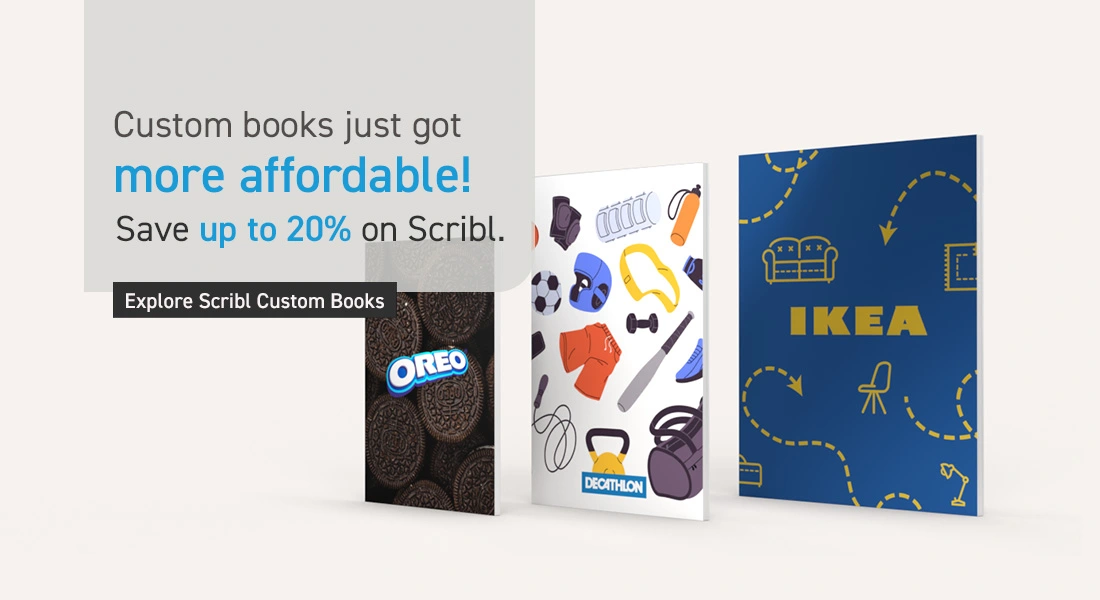 Custom books just got
more affordable!
Save up to 20% on Scribl.
Explore Scribl Custom Books
OREO
DECATHLON
IKEA